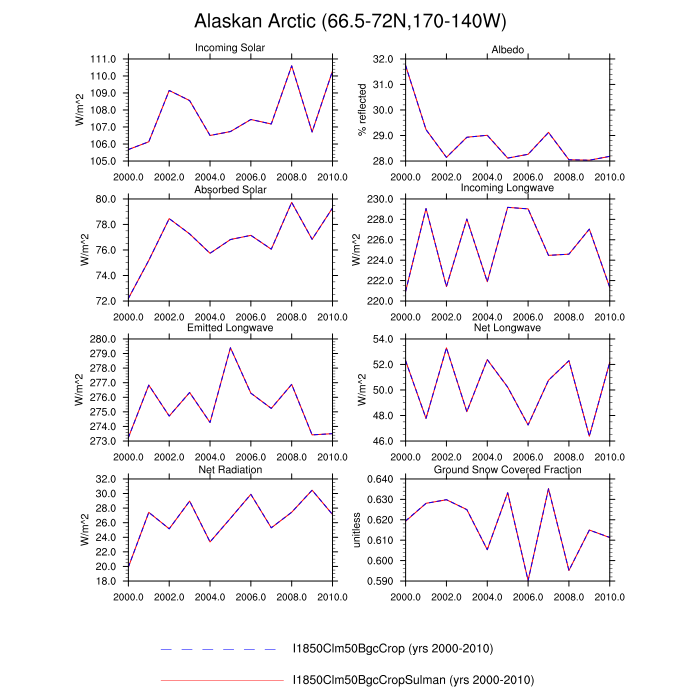 Alaskan Arctic (66.5-72N,170-140W)
Incoming Solar
W/m^2
111.0
110.0
109.0
108.0
107.0
106.0
105.0
2000.0 2002.0 2004.0 2006.0 2008.0 2010.0
Albedo
% reflected
32.0
31.0
30.0
29.0
28.0
2000.0 2002.0 2004.0 2006.0 2008.0 2010.0
Absorbed Solar
W/m^2
80.0
78.0
76.0
74.0
72.0
2000.0 2002.0 2004.0 2006.0 2008.0 2010.0
Incoming Longwave
W/m^2
230.0
228.0
226.0
224.0
222.0
220.0
2000.0 2002.0 2004.0 2006.0 2008.0 2010.0
Emitted Longwave
W/m^2
280.0
279.0
278.0
277.0
276.0
275.0
274.0
273.0
2000.0 2002.0 2004.0 2006.0 2008.0 2010.0
Net Longwave
W/m^2
54.0
52.0
50.0
48.0
46.0
2000.0 2002.0 2004.0 2006.0 2008.0 2010.0
Net Radiation
W/m^2
32.0
30.0
28.0
26.0
24.0
22.0
20.0
18.0
2000.0 2002.0 2004.0 2006.0 2008.0 2010.0
Ground Snow Covered Fraction
unitless
0.640
0.630
0.620
0.610
0.600
0.590
2000.0 2002.0 2004.0 2006.0 2008.0 2010.0
I1850Clm50BgcCrop (yrs 2000-2010)
I1850Clm50BgcCropSulman (yrs 2000-2010)